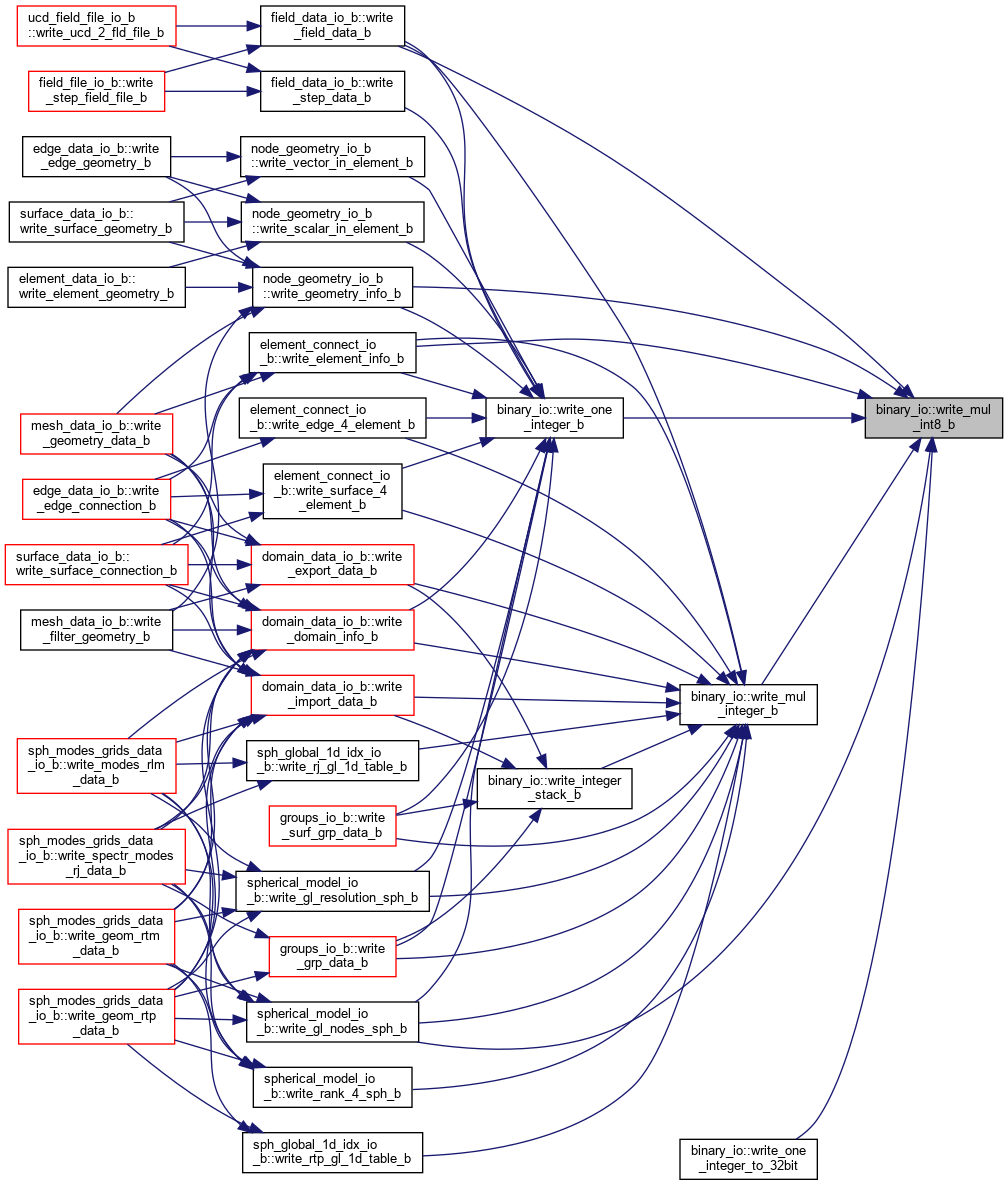 ucd_field_file_io_b
::write_ucd_2_fld_file_b
field_file_io_b::write
_step_field_file_b
edge_data_io_b::write
_edge_geometry_b
surface_data_io_b::
write_surface_geometry_b
element_data_io_b::
write_element_geometry_b
mesh_data_io_b::write
_geometry_data_b
edge_data_io_b::write
_edge_connection_b
surface_data_io_b::
write_surface_connection_b
mesh_data_io_b::write
_filter_geometry_b
sph_modes_grids_data
_io_b::write_modes_rlm
_data_b
sph_modes_grids_data
_io_b::write_spectr_modes
_rj_data_b
sph_modes_grids_data
_io_b::write_geom_rtm
_data_b
sph_modes_grids_data
_io_b::write_geom_rtp
_data_b
field_data_io_b::write
_field_data_b
field_data_io_b::write
_step_data_b
node_geometry_io_b
::write_vector_in_element_b
node_geometry_io_b
::write_scalar_in_element_b
node_geometry_io_b
::write_geometry_info_b
element_connect_io
_b::write_element_info_b
element_connect_io
_b::write_edge_4_element_b
element_connect_io
_b::write_surface_4
_element_b
domain_data_io_b::write
_export_data_b
domain_data_io_b::write
_domain_info_b
domain_data_io_b::write
_import_data_b
sph_global_1d_idx_io
_b::write_rj_gl_1d_table_b
groups_io_b::write
_surf_grp_data_b
spherical_model_io
_b::write_gl_resolution_sph_b
groups_io_b::write
_grp_data_b
spherical_model_io
_b::write_gl_nodes_sph_b
spherical_model_io
_b::write_rank_4_sph_b
sph_global_1d_idx_io
_b::write_rtp_gl_1d_table_b
binary_io::write_one
_integer_b
binary_io::write_integer
_stack_b
binary_io::write_mul
_integer_b
binary_io::write_one
_integer_to_32bit
binary_io::write_mul
_int8_b